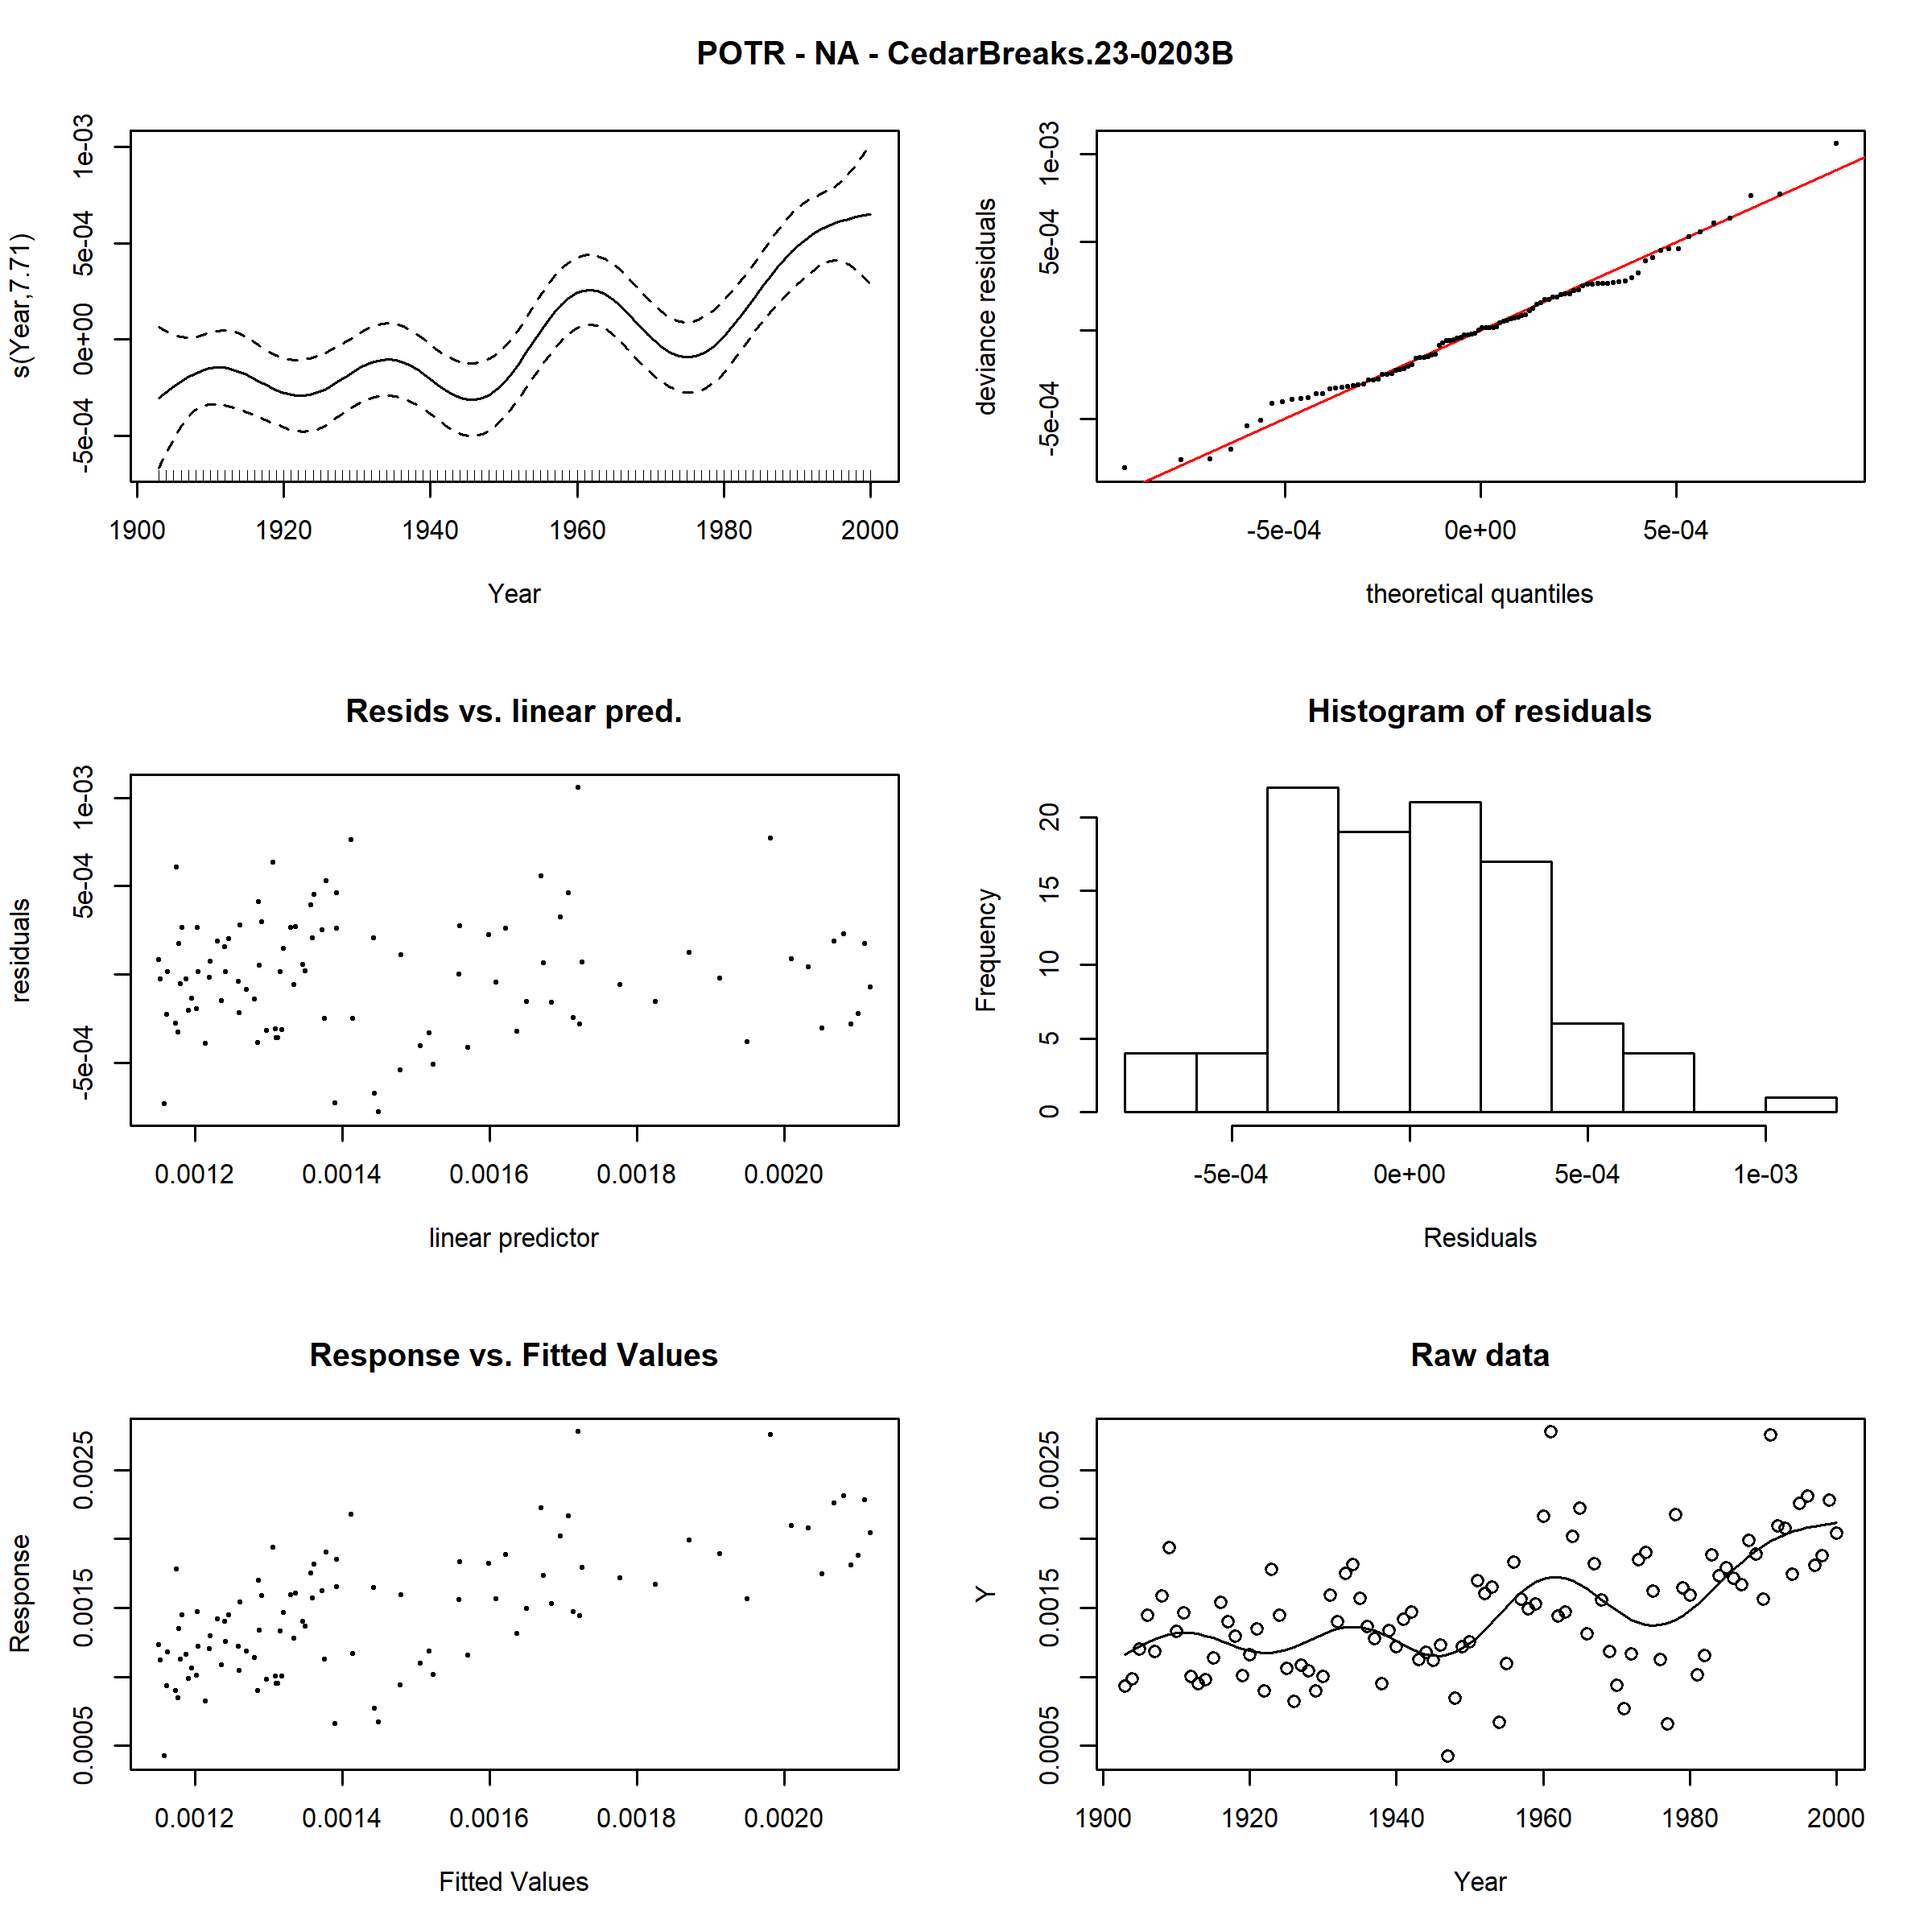 POTR - NA - CedarBreaks.23-0203B
s(Year,7.71)
-5e-04 0e+00 5e-04 1e-03
1900 1920 1940 1960 1980 2000
Year
deviance residuals
-5e-04 5e-04 1e-03
-5e-04 0e+00 5e-04
theoretical quantiles
Resids vs. linear pred.
residuals
-5e-04 5e-04 1e-03
0.0012 0.0014 0.0016 0.0018 0.0020
linear predictor
Histogram of residuals
Frequency
0 5 10 15 20
-5e-04 0e+00 5e-04 1e-03
Residuals
Response vs. Fitted Values
Response
0.0005 0.0015 0.0025
0.0012 0.0014 0.0016 0.0018 0.0020
Fitted Values
Raw data
Y
0.0005 0.0015 0.0025
1900 1920 1940 1960 1980 2000
Year